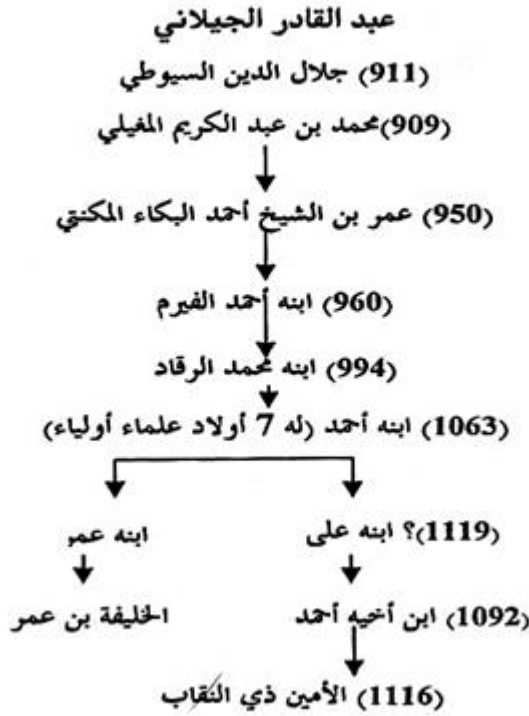 عبد القادر الجيلاني
(911) جلال الدين السيوطي
(909)محمد بن عبد الكريم المغيلي
(950) عمر بن الشيخ أحمد البكاء المكنتي
(960) ابنه أحمد الفيرم
(994) ابنه محمد الرقاد
(1063) ابنه أحمد (له 7 أولاد علماء أولياء)
(1119)؟ ابنه على
ابنه عمر
(1092) ابن أخيه أحمد
الخليفة بن عمر
(1116) الأمين ذي النقاب